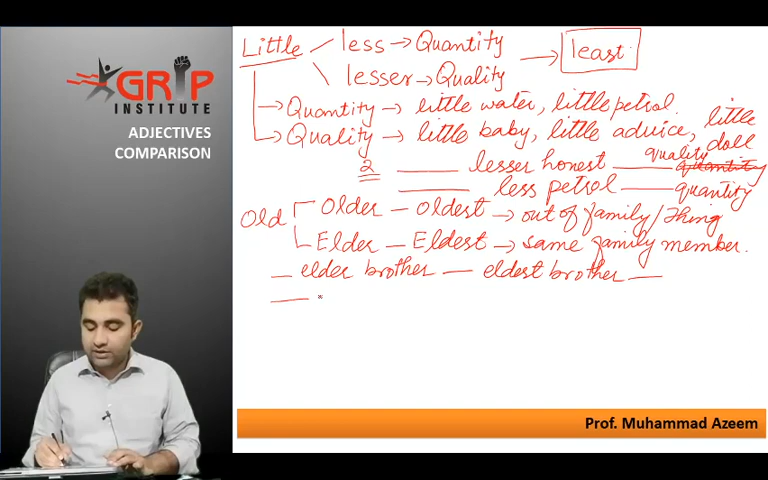 GRIP
INSTITUTE
ADJECTIVES
COMPARISON
Little less → Quantity → least
lesser → Quality
→ Quantity → little water, little petrol.
→ Quality → little baby, little advice, little doll
2 lesser honest quality quantity
less petrol quantity
Old Older - oldest → out of family/thing
Elder - Eldest → same family member.
elder brother eldest brother
Prof. Muhammad Azeem